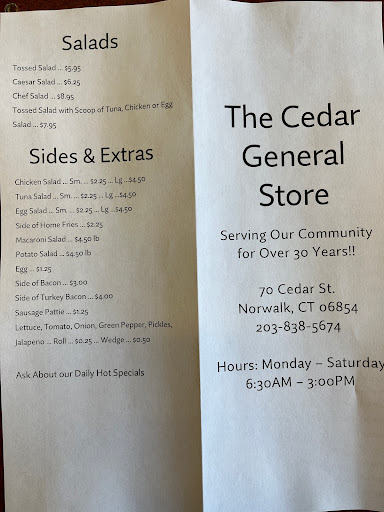 Salads
Tossed Salad ... $5.95
Caesar Salad ... $6.25
Chef Salad ... $8.95
Tossed Salad with Scoop of Tuna, Chicken or Egg
Salad ... $7.95
Sides & Extras
Chicken Salad ... Sm. ... $2.25 ... Lg ..$4.50
Tuna Salad ... Sm. ... $2.25 ... Lg ..$4.50
Egg Salad ... Sm. ... $2.25 ... Lg ..$4.50
Side of Home Fries ... $2.25
Macaroni Salad ... $4.50 lb
Potato Salad ... $4.50 lb
Egg ... $1.25
Side of Bacon ... $3.00
Side of Turkey Bacon ... $4.00
Sausage Pattie ... $1.25
Lettuce, Tomato, Onion, Green Pepper, Pickles,
Jalapeno ... Roll ... $0.25 ... Wedge ... $0.50
Ask About our Daily Hot Specials
The Cedar
General
Store
Serving Our Community
for Over 30 Years!!
70 Cedar St.
Norwalk, CT 06854
203-838-5674
Hours: Monday – Saturday
6:30AM – 3:00PM